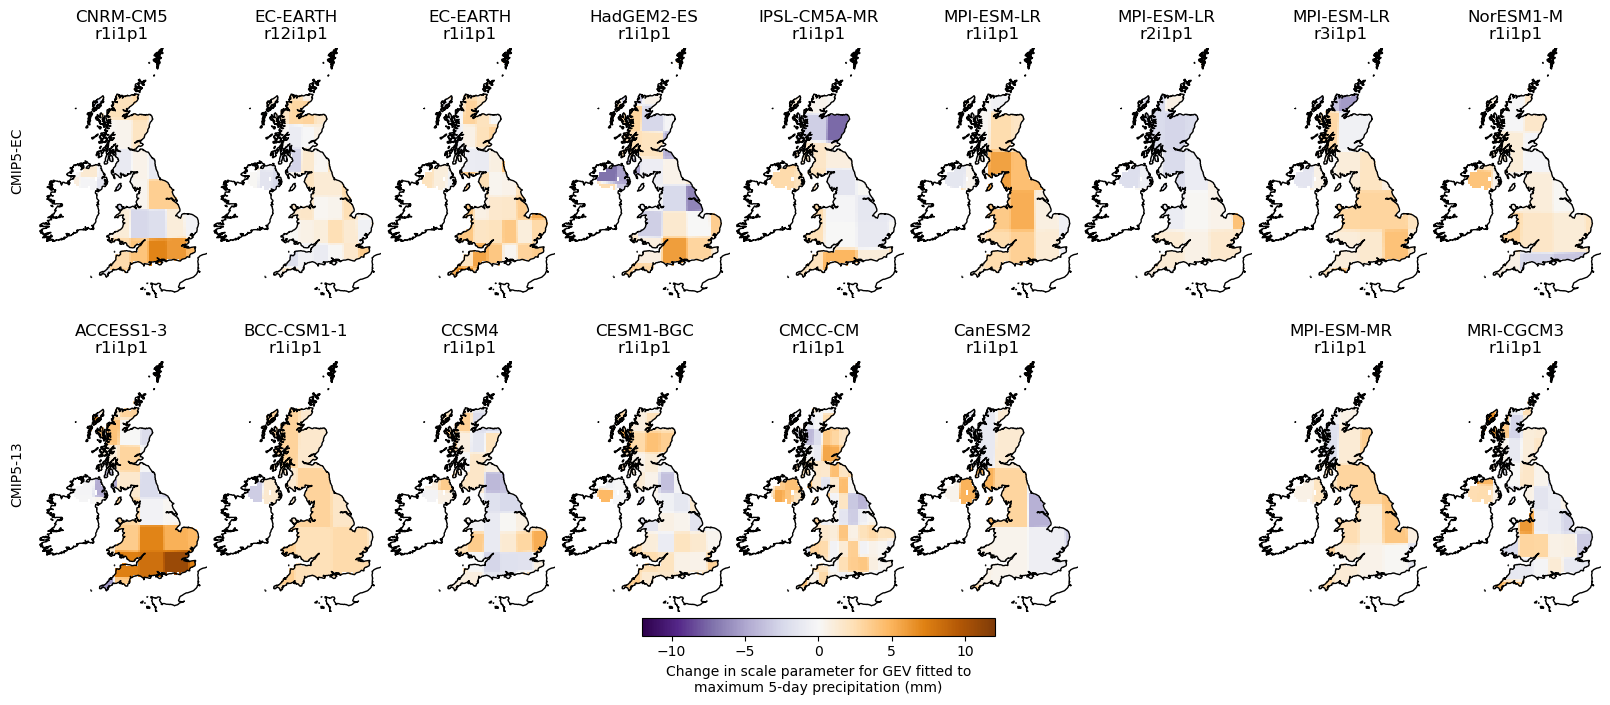 CNRM-CM5
r1i1p1
EC-EARTH
r12i1p1
EC-EARTH
r1i1p1
HadGEM2-ES
r1i1p1
IPSL-CM5A-MR
r1i1p1
MPI-ESM-LR
r1i1p1
MPI-ESM-LR
r2i1p1
MPI-ESM-LR
r3i1p1
NorESM1-M
r1i1p1
CMIP5-EC
ACCESS1-3
r1i1p1
BCC-CSM1-1
r1i1p1
CCSM4
r1i1p1
CESM1-BGC
r1i1p1
CMCC-CM
r1i1p1
CanESM2
r1i1p1
MPI-ESM-MR
r1i1p1
MRI-CGCM3
r1i1p1
CMIP5-13
−10 −5 0 5 10
Change in scale parameter for GEV fitted to
maximum 5-day precipitation (mm)